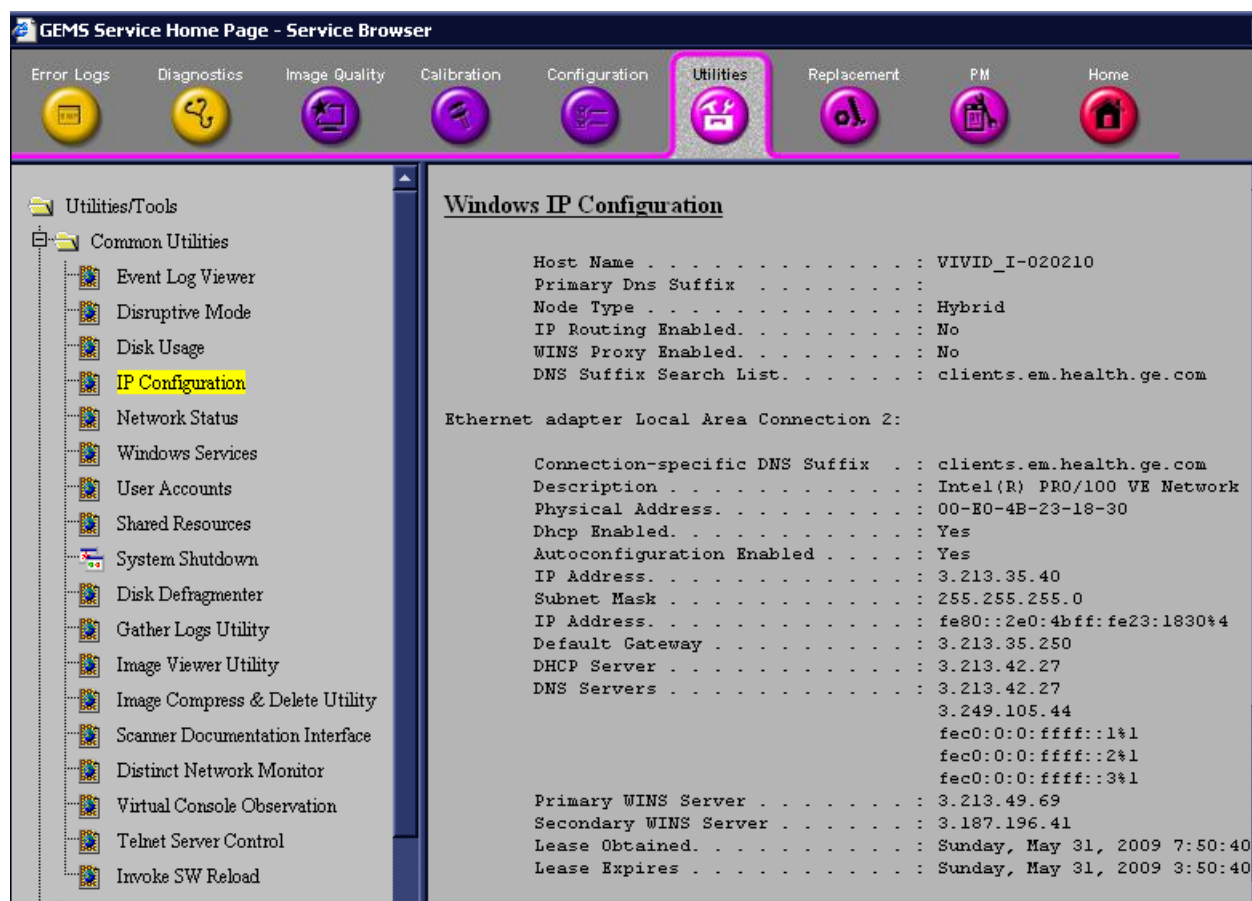 GEMS Service Home Page - Service Browser
Error Logs Diagnostics Image Quality Calibration Configuration Utilities Replacement PM Home
Utilities/Tools
Common Utilities
Event Log Viewer
Disruptive Mode
Disk Usage
IP Configuration
Network Status
Windows Services
User Accounts
Shared Resources
System Shutdown
Disk Defragmenter
Gather Logs Utility
Image Viewer Utility
Image Compress & Delete Utility
Scanner Documentation Interface
Distinct Network Monitor
Virtual Console Observation
Telnet Server Control
Invoke SW Reload
Windows IP Configuration
Host Name . . . . . . . . . . . . : VIVID_I-020210
Primary Dns Suffix . . . . . . . :
Node Type . . . . . . . . . . . . : Hybrid
IP Routing Enabled. . . . . . . . : No
WINS Proxy Enabled. . . . . . . . : No
DNS Suffix Search List. . . . . . : clients.em.health.ge.com
Ethernet adapter Local Area Connection 2:
Connection-specific DNS Suffix . : clients.em.health.ge.com
Description . . . . . . . . . . . : Intel(R) PRO/100 VE Network
Physical Address. . . . . . . . . : 00-E0-4B-23-18-30
Dhcp Enabled. . . . . . . . . . . : Yes
Autoconfiguration Enabled . . . . : Yes
IP Address. . . . . . . . . . . . : 3.213.35.40
Subnet Mask . . . . . . . . . . . : 255.255.255.0
IP Address. . . . . . . . . . . . : fe80::2e0:4bff:fe23:1830%4
Default Gateway . . . . . . . . . : 3.213.35.250
DHCP Server . . . . . . . . . . . : 3.213.42.27
DNS Servers . . . . . . . . . . . : 3.213.42.27
3.249.105.44
fec0:0:0:ffff::1%1
fec0:0:0:ffff::2%1
fec0:0:0:ffff::3%1
Primary WINS Server . . . . . . . : 3.213.49.69
Secondary WINS Server . . . . . . : 3.187.196.41
Lease Obtained. . . . . . . . . . : Sunday, May 31, 2009 7:50:40
Lease Expires . . . . . . . . . . : Sunday, May 31, 2009 3:50:40